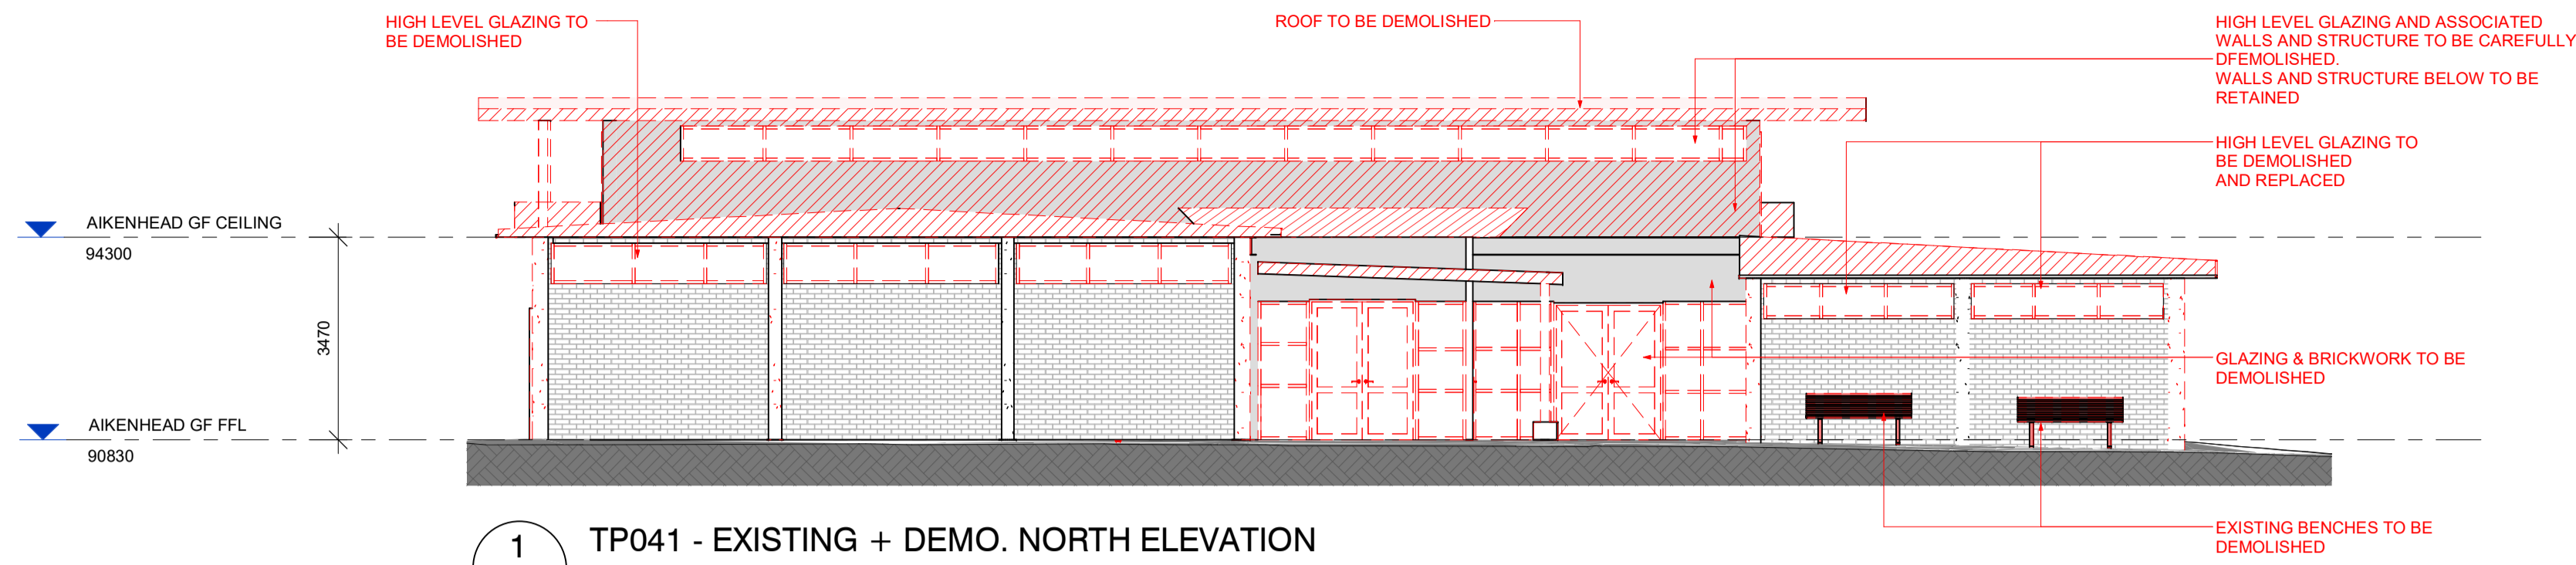 HIGH LEVEL GLAZING TO
BE DEMOLISHED
ROOF TO BE DEMOLISHED
HIGH LEVEL GLAZING AND ASSOCIATED
WALLS AND STRUCTURE TO BE CAREFULLY
DFEMOLISHED.
WALLS AND STRUCTURE BELOW TO BE
RETAINED
HIGH LEVEL GLAZING TO
BE DEMOLISHED
AND REPLACED
AIKENHEAD GF CEILING
94300
3470
GLAZING & BRICKWORK TO BE
DEMOLISHED
AIKENHEAD GF FFL
90830
EXISTING BENCHES TO BE
DEMOLISHED
1
TP041 - EXISTING + DEMO. NORTH ELEVATION